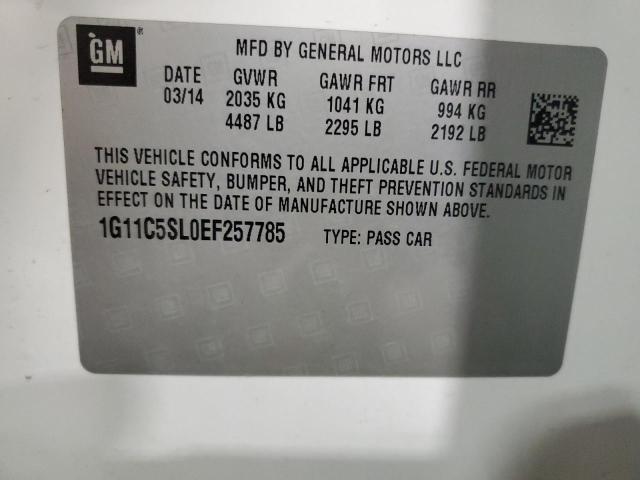 GM ®
MFD BY GENERAL MOTORS LLC
DATE GVWR GAWR FRT GAWR RR
03/14 2035 KG 1041 KG 994 KG
4487 LB 2295 LB 2192 LB
THIS VEHICLE CONFORMS TO ALL APPLICABLE U.S. FEDERAL MOTOR
VEHICLE SAFETY, BUMPER, AND THEFT PREVENTION STANDARDS IN
EFFECT ON THE DATE OF MANUFACTURE SHOWN ABOVE.
1G11C5SL0EF257785 TYPE: PASS CAR